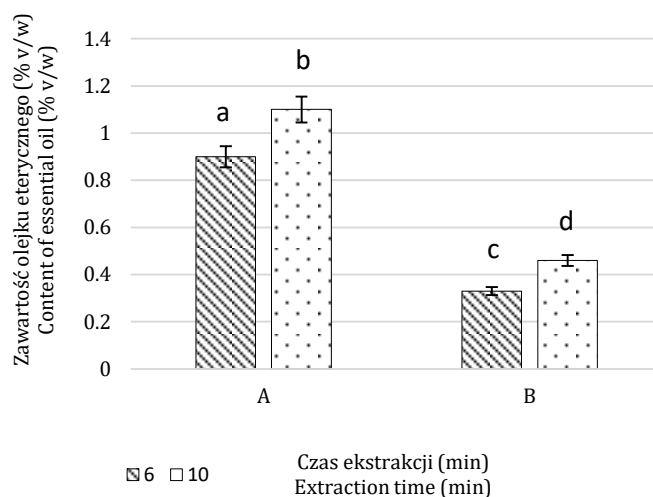 Zawartość olejku eterycznego (% v/w)
Content of essential oil (% v/w)
1.4
1.2
1
0.8
0.6
0.4
0.2
0
a
b
c
d
A
B
6
10
Czas ekstrakcji (min)
Extraction time (min)